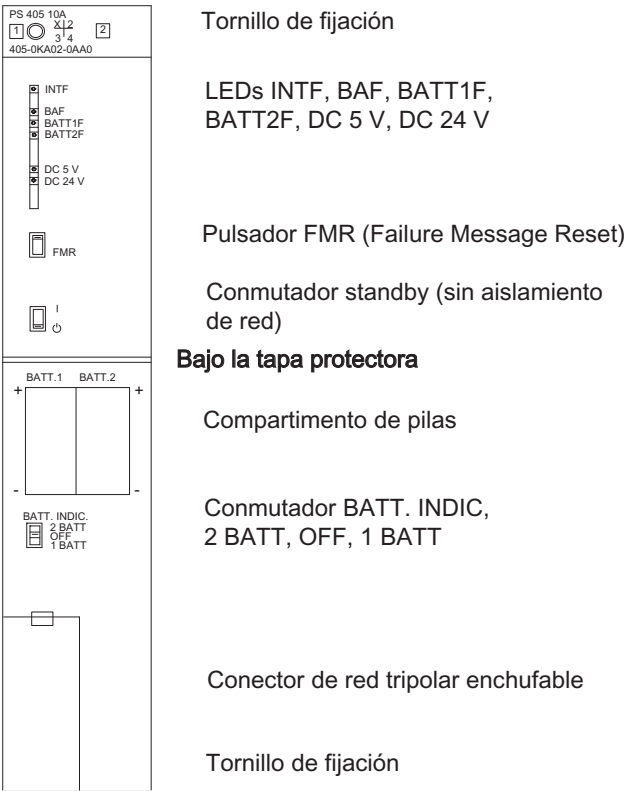 PS 405 10A
1 X 2 3 4 2
405-0KA02-0AA0
Tornillo de fijación
INTF
BAF
BATT1F
BATT2F
DC 5 V
DC 24 V
LEDs INTF, BAF, BATT1F,
BATT2F, DC 5 V, DC 24 V
FMR
Pulsador FMR (Failure Message Reset)
I
Conmutador standby (sin aislamiento
de red)
Bajo la tapa protectora
BATT.1 BATT.2
+ +
Compartimento de pilas
- -
BATT. INDIC.
2 BATT
OFF
1 BATT
Conmutador BATT. INDIC,
2 BATT, OFF, 1 BATT
Conector de red tripolar enchufable
Tornillo de fijación